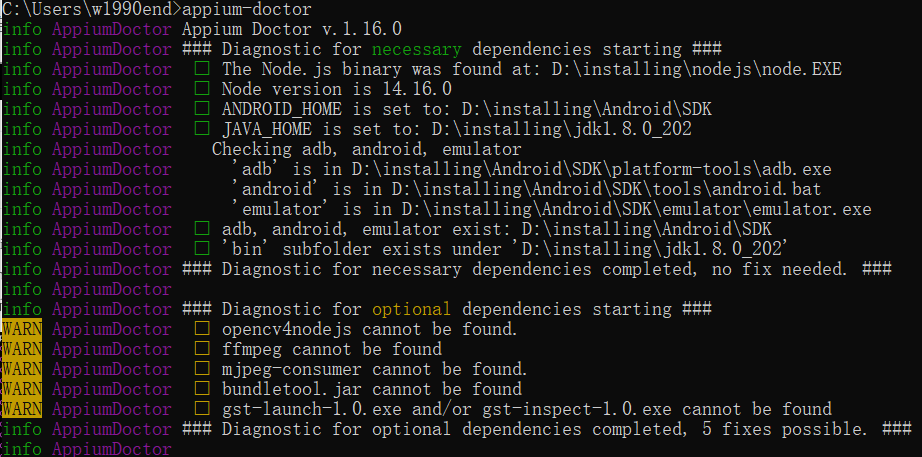 C:\Users\w1990end>appium-doctor
info AppiumDoctor Appium Doctor v.1.16.0
info AppiumDoctor ### Diagnostic for necessary dependencies starting ###
info AppiumDoctor  □ The Node.js binary was found at: D:\installing\nodejs\node.EXE
info AppiumDoctor  □ Node version is 14.16.0
info AppiumDoctor  □ ANDROID_HOME is set to: D:\installing\Android\SDK
info AppiumDoctor  □ JAVA_HOME is set to: D:\installing\jdk1.8.0_202
info AppiumDoctor    Checking adb, android, emulator
info AppiumDoctor      'adb' is in D:\installing\Android\SDK\platform-tools\adb.exe
info AppiumDoctor      'android' is in D:\installing\Android\SDK\tools\android.bat
info AppiumDoctor      'emulator' is in D:\installing\Android\SDK\emulator\emulator.exe
info AppiumDoctor  □ adb, android, emulator exist: D:\installing\Android\SDK
info AppiumDoctor  □ 'bin' subfolder exists under 'D:\installing\jdk1.8.0_202'
info AppiumDoctor ### Diagnostic for necessary dependencies completed, no fix needed. ###
info AppiumDoctor
info AppiumDoctor ### Diagnostic for optional dependencies starting ###
WARN AppiumDoctor  □ opencv4nodejs cannot be found.
WARN AppiumDoctor  □ ffmpeg cannot be found
WARN AppiumDoctor  □ mjpeg-consumer cannot be found.
WARN AppiumDoctor  □ bundletool.jar cannot be found
WARN AppiumDoctor  □ gst-launch-1.0.exe and/or gst-inspect-1.0.exe cannot be found
info AppiumDoctor ### Diagnostic for optional dependencies completed, 5 fixes possible. ###
info AppiumDoctor